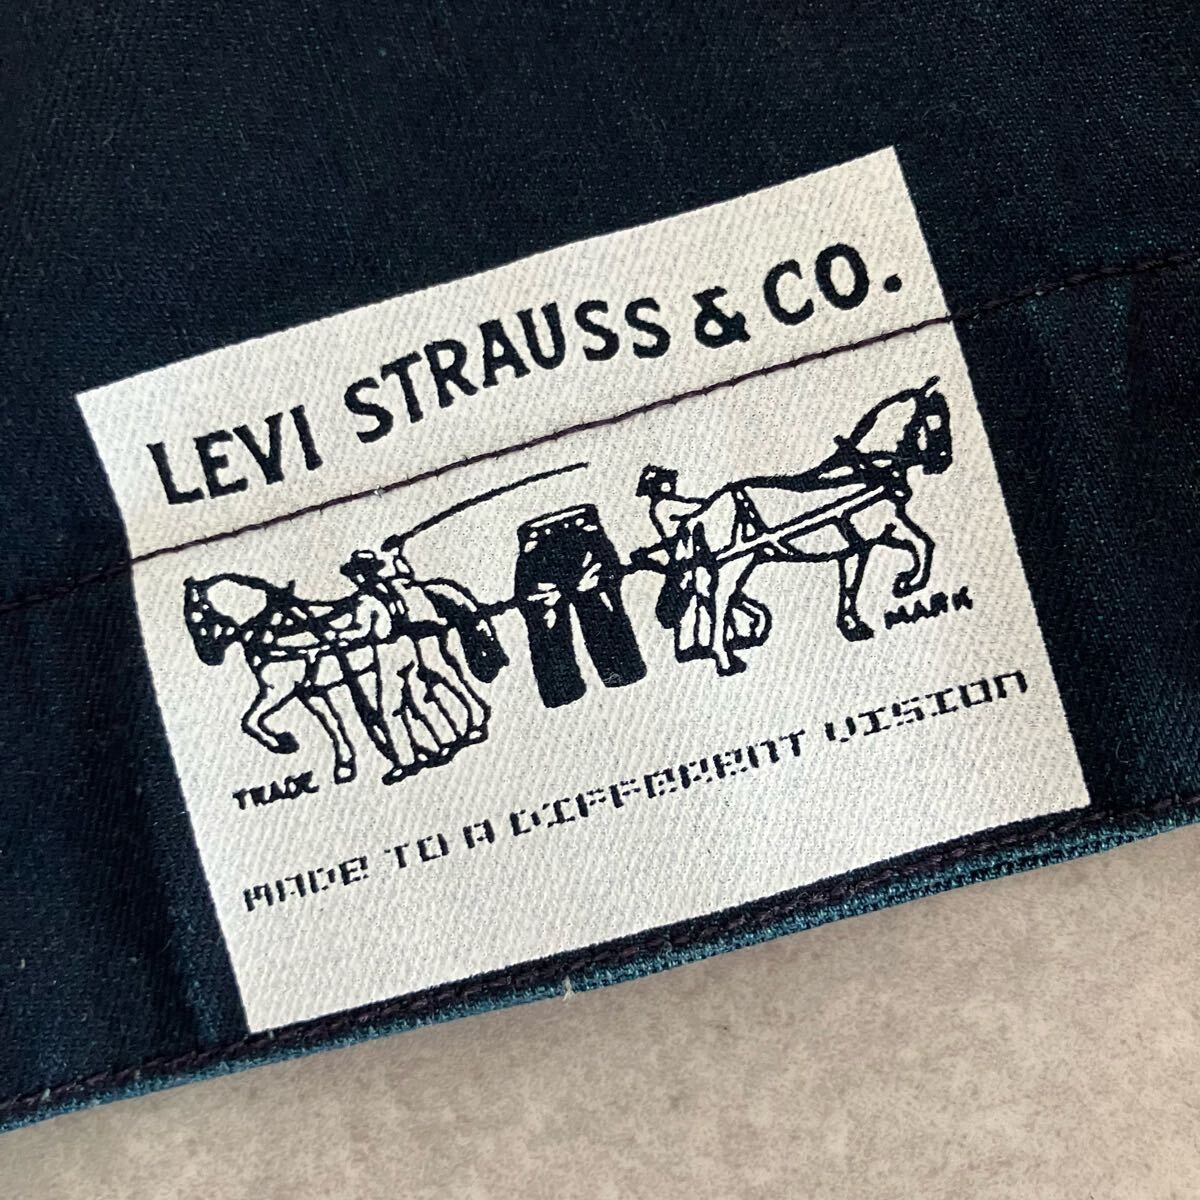 LEVI STRAUSS & CO.
TRADE MARK
MADE TO A DIFFERENT VISION